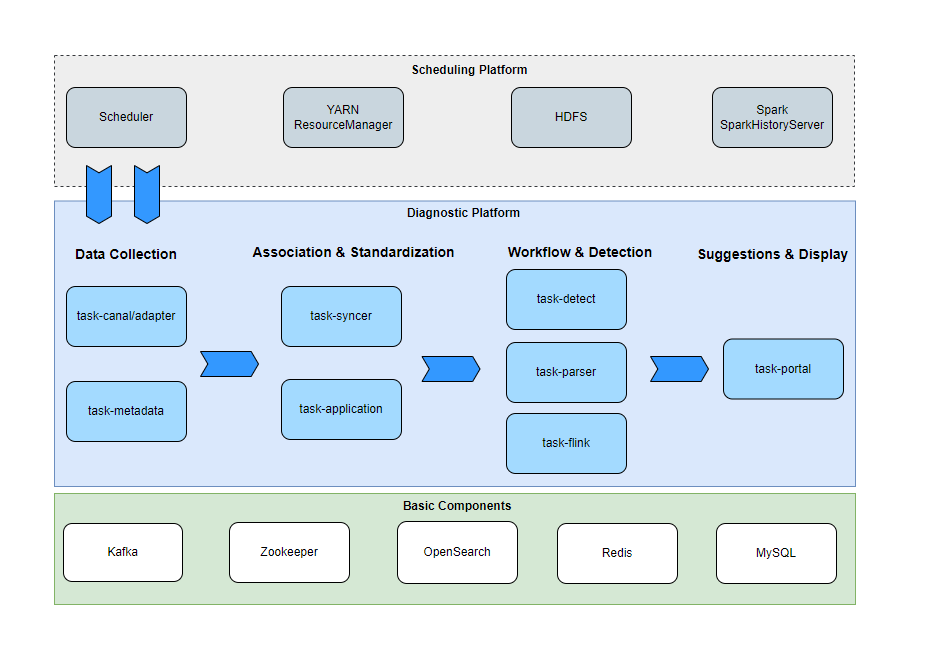 Scheduling Platform
Scheduler
YARN
ResourceManager
HDFS
Spark
SparkHistoryServer
Diagnostic Platform
Data Collection
Association & Standardization
Workflow & Detection
Suggestions & Display
task-canal/adapter
task-metadata
task-syncer
task-application
task-detect
task-parser
task-flink
task-portal
Basic Components
Kafka
Zookeeper
OpenSearch
Redis
MySQL